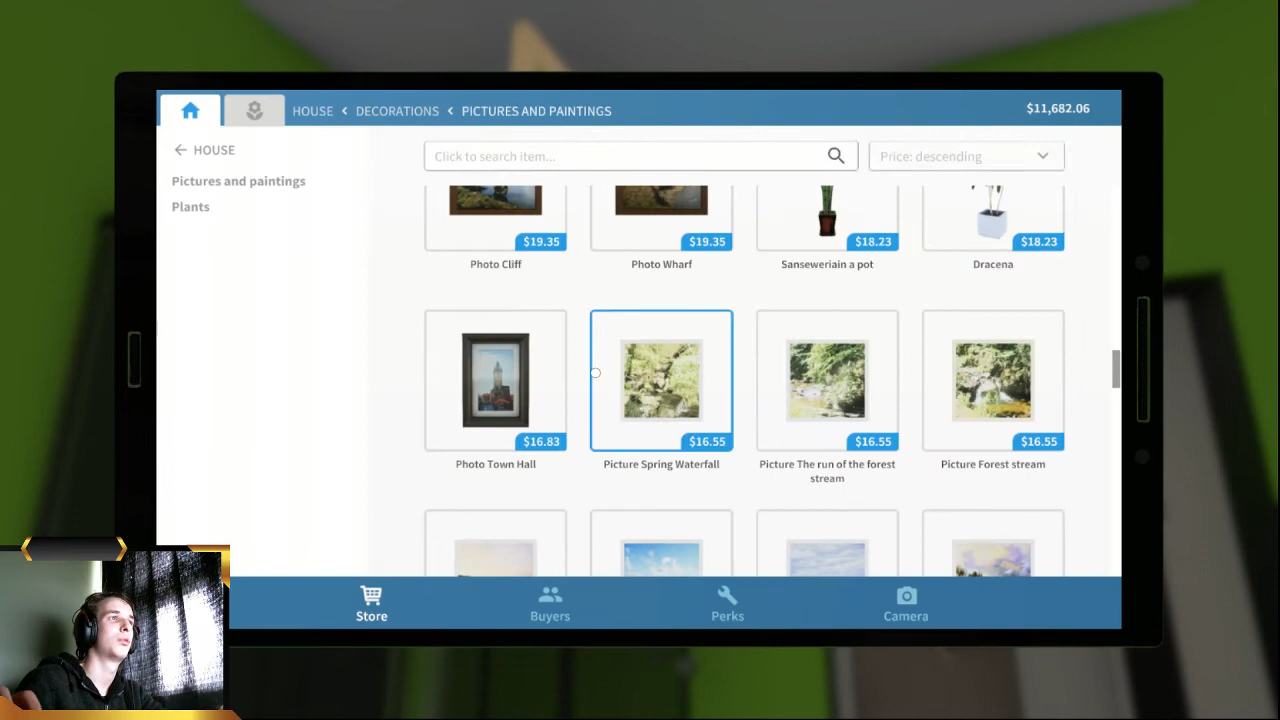 HOUSE < DECORATIONS < PICTURES AND PAINTINGS
$11,682.06
HOUSE
Pictures and paintings
Plants
Click to search item...
Price: descending
$19.35
$19.35
$18.23
$18.23
Photo Cliff
Photo Wharf
Sanseweriain a pot
Dracena
$16.83
$16.55
$16.55
$16.55
Photo Town Hall
Picture Spring Waterfall
Picture The run of the forest
stream
Picture Forest stream
Store
Buyers
Perks
Camera